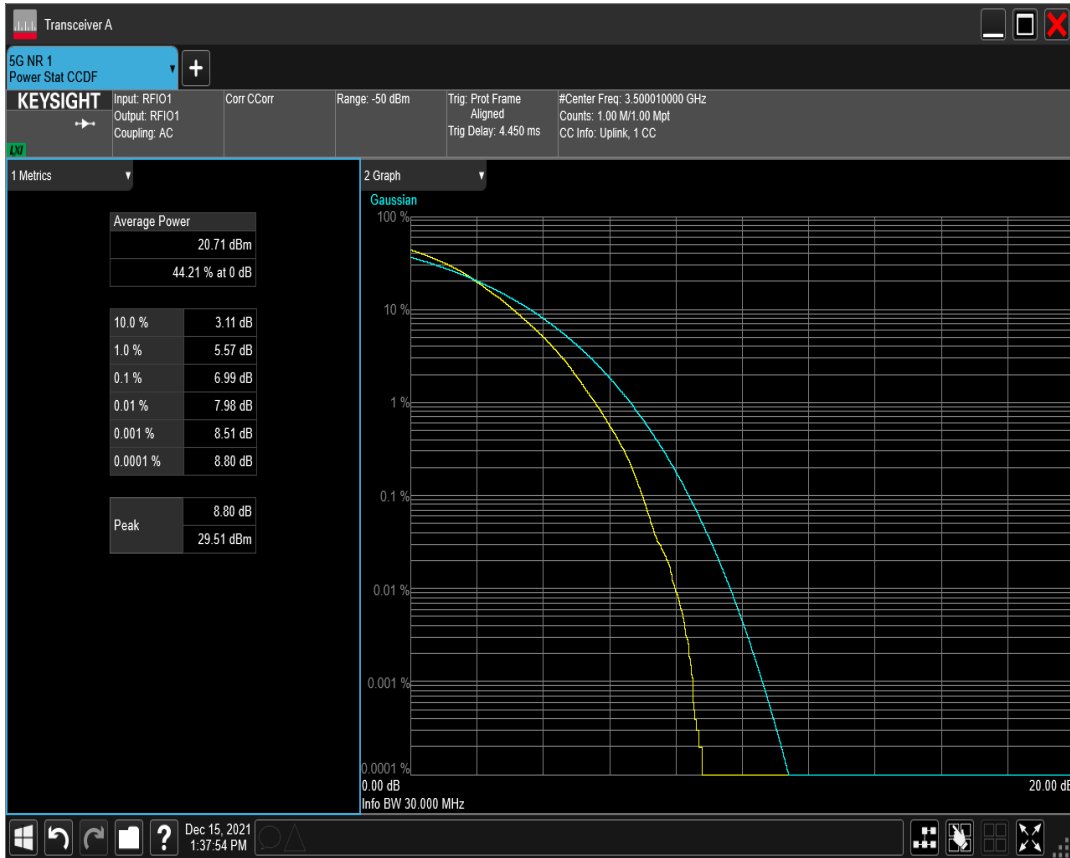 Transceiver A
5G NR 1
Power Stat CCDF
+
KEYSIGHT
LXI
Input: RFIO1
Output: RFIO1
Coupling: AC
Corr CCorr
Range: -50 dBm
Trig: Prot Frame
Aligned
Trig Delay: 4.450 ms
#Center Freq: 3.500010000 GHz
Counts: 1.00 M/1.00 Mpt
CC Info: Uplink, 1 CC
1 Metrics
Average Power
20.71 dBm
44.21 % at 0 dB
10.0 % 3.11 dB
1.0 % 5.57 dB
0.1 % 6.99 dB
0.01 % 7.98 dB
0.001 % 8.51 dB
0.0001 % 8.80 dB
Peak
8.80 dB
29.51 dBm
2 Graph
Gaussian
100 %
10 %
1 %
0.1 %
0.01 %
0.001 %
0.0001 %
0.00 dB 20.00 dB
Info BW 30.000 MHz
?
Dec 15, 2021
1:37:54 PM